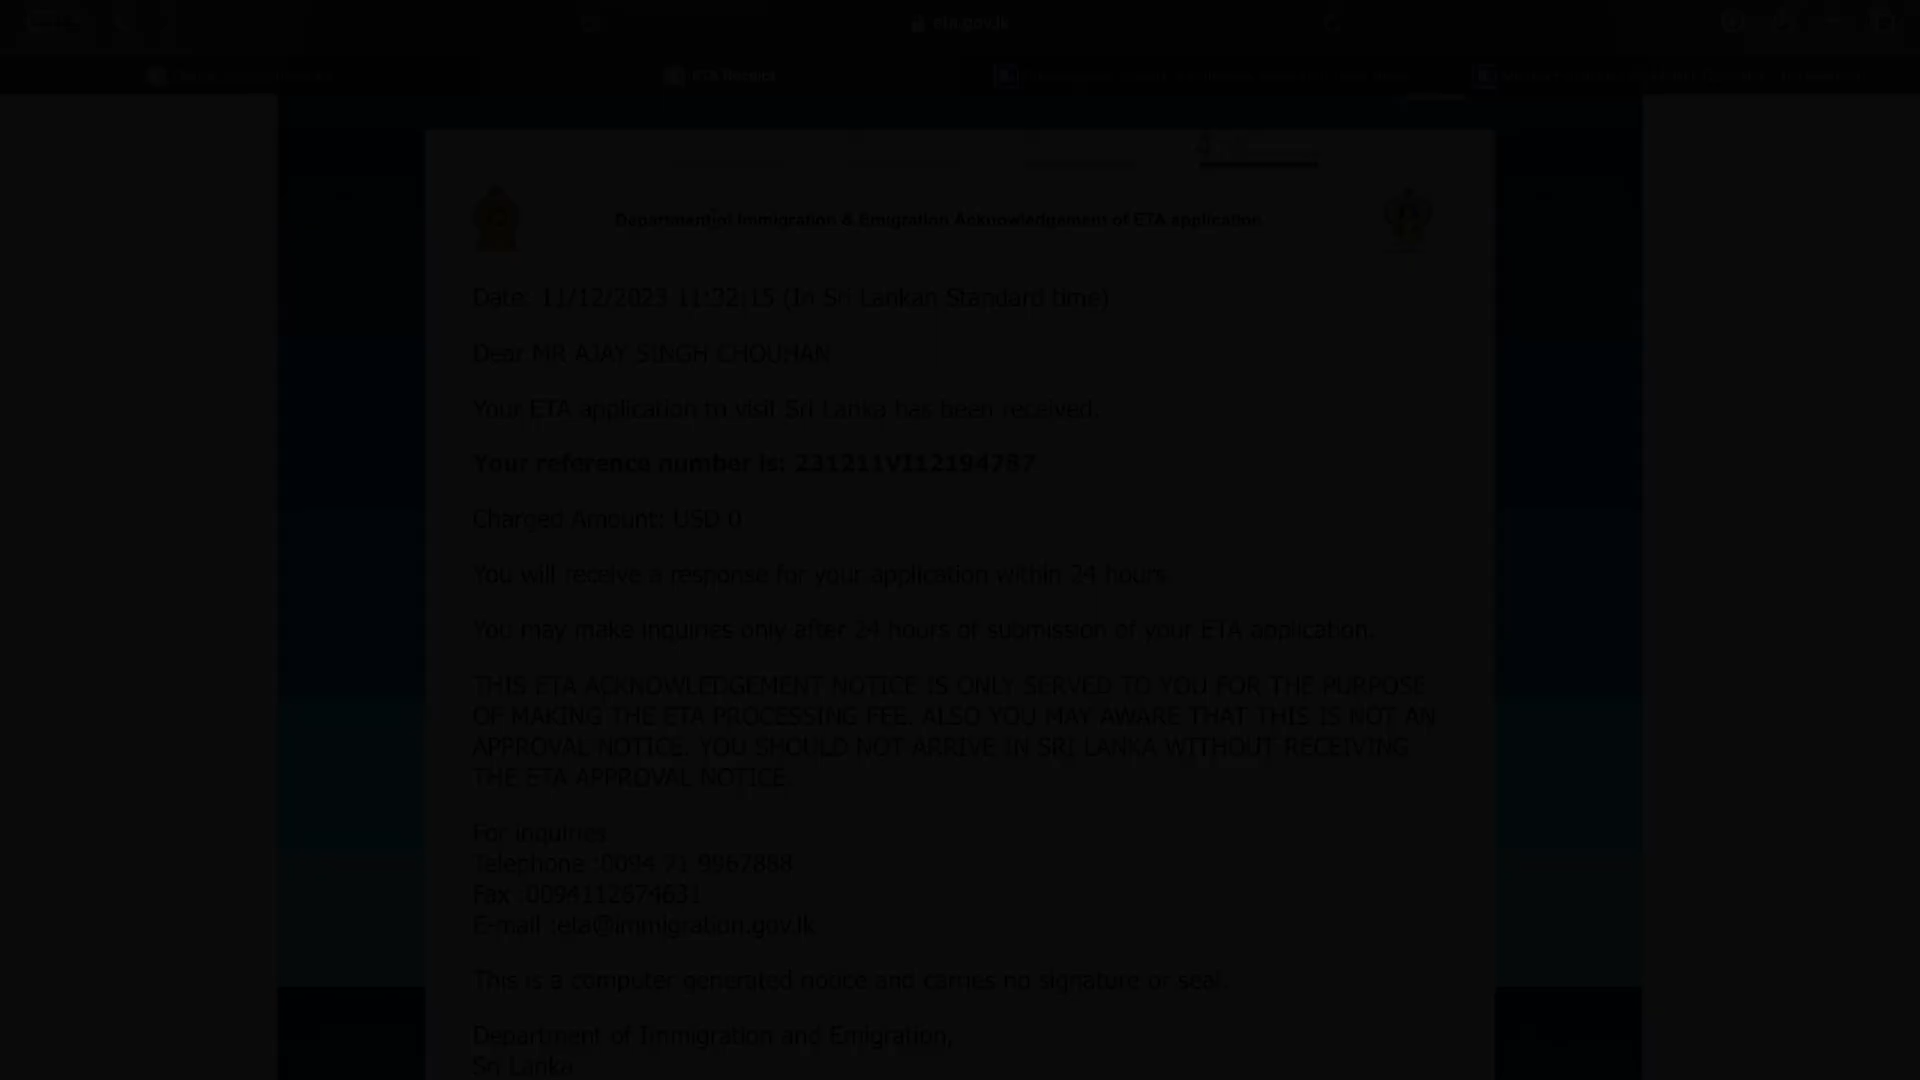 eta.gov.lk
ETA Receipt
Department of Immigration & Emigration Acknowledgement of ETA application
Date: 11/12/2023 11:32:15 (In Sri Lankan Standard time)
Dear MR AJAY SINGH CHOUHAN
Your ETA application to visit Sri Lanka has been received.
Your reference number is: 231211VI12194787
Charged Amount: USD 0
You will receive a response for your application within 24 hours.
You may make inquiries only after 24 hours of submission of your ETA application.
THIS ETA ACKNOWLEDGEMENT NOTICE IS ONLY SERVED TO YOU FOR THE PURPOSE
OF MAKING THE ETA PROCESSING FEE. ALSO YOU MAY AWARE THAT THIS IS NOT AN
APPROVAL NOTICE. YOU SHOULD NOT ARRIVE IN SRI LANKA WITHOUT RECEIVING
THE ETA APPROVAL NOTICE.
For inquiries
Telephone :0094 71 9967888
Fax :0094112674631
E-mail :eta@immigration.gov.lk
This is a computer generated notice and carries no signature or seal.
Department of Immigration and Emigration,
Sri Lanka